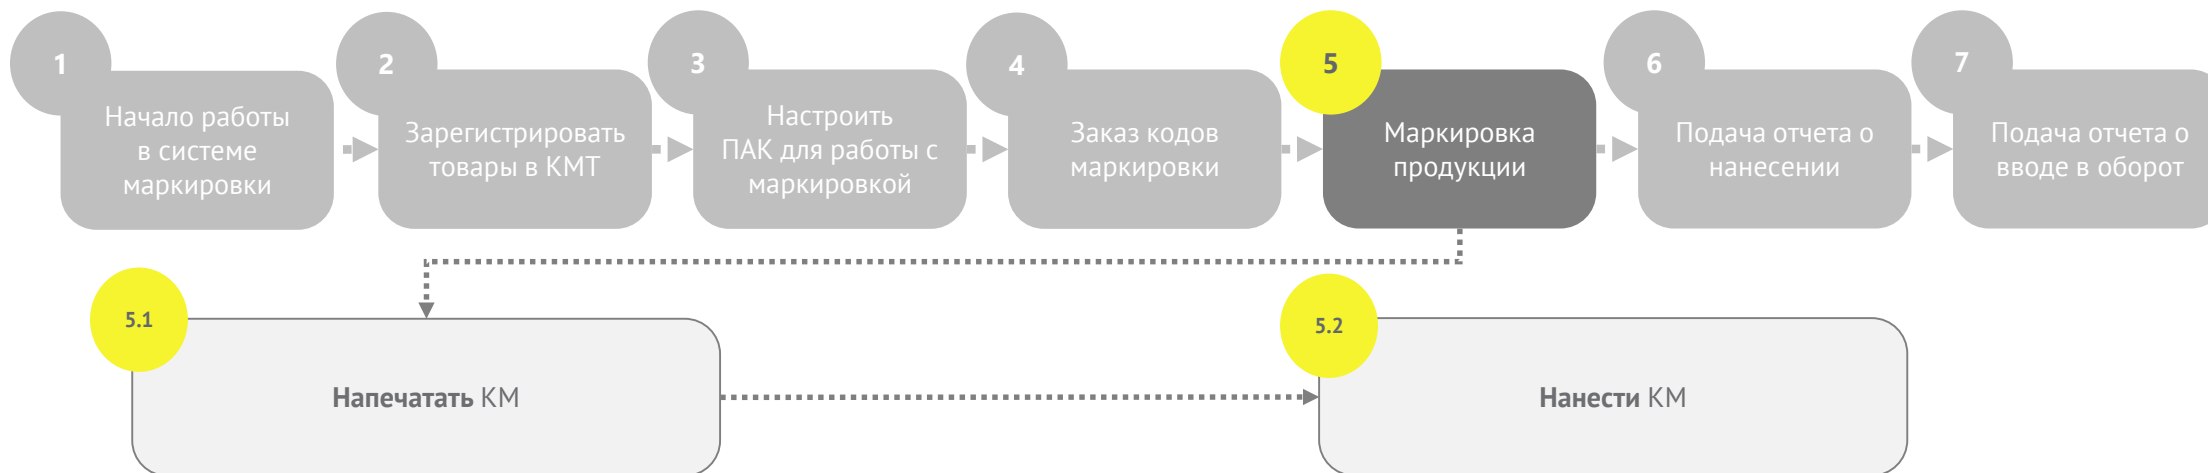 1
Начало работы
в системе
маркировки
2
Зарегистрировать
товары в КМТ
3
Настроить
ПАК для работы с
маркировкой
4
Заказ кодов
маркировки
5
Маркировка
продукции
6
Подача отчета о
нанесении
7
Подача отчета о
вводе в оборот
5.1
Напечатать КМ
5.2
Нанести КМ